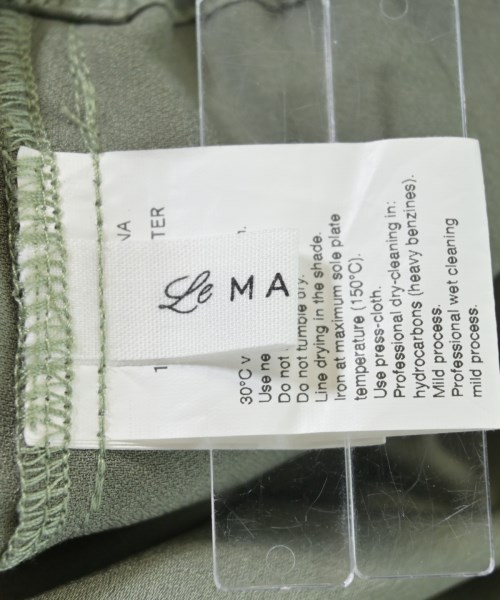 Le MA
NA
TER
1
30°C v
Use ne
Do not
Do not tumble dry.
Line drying in the shade.
Iron at maximum sole plate
temperature (150°C).
Use press-cloth.
Professional dry-cleaning in:
hydrocarbons (heavy benzines).
Mild process.
Professional wet cleaning
mild process.